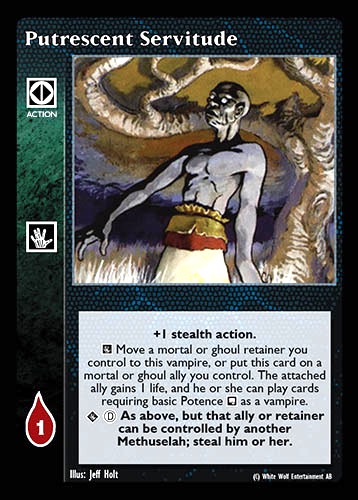 Putrescent Servitude
ACTION
+1 stealth action.
Move a mortal or ghoul retainer you
control to this vampire, or put this card on a
mortal or ghoul ally you control. The attached
ally gains 1 life, and he or she can play cards
requiring basic Potence as a vampire.
D As above, but that ally or retainer
can be controlled by another
Methuselah; steal him or her.
1
Illus: Jeff Holt
(C) White Wolf Entertainment AB